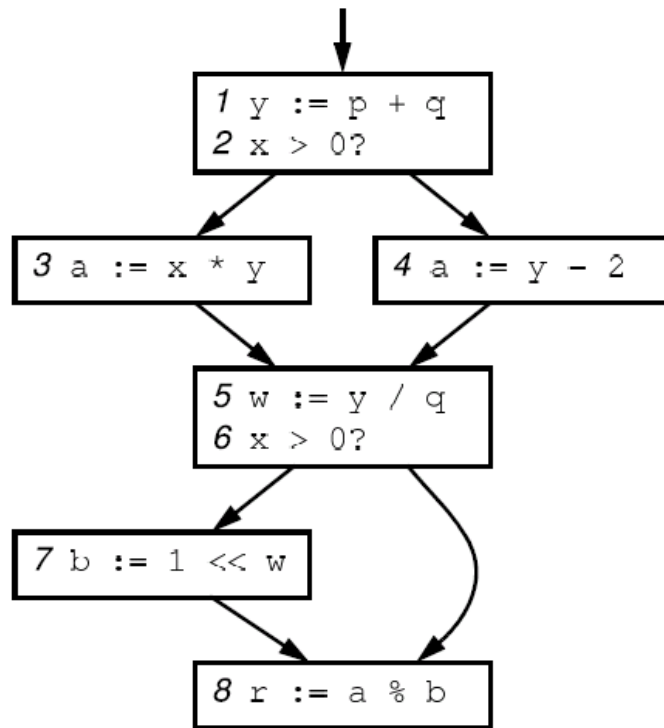 1 y := p + q
2 x > 0?
3 a := x * y
4 a := y - 2
5 w := y / q
6 x > 0?
7 b := 1 << w
8 r := a % b